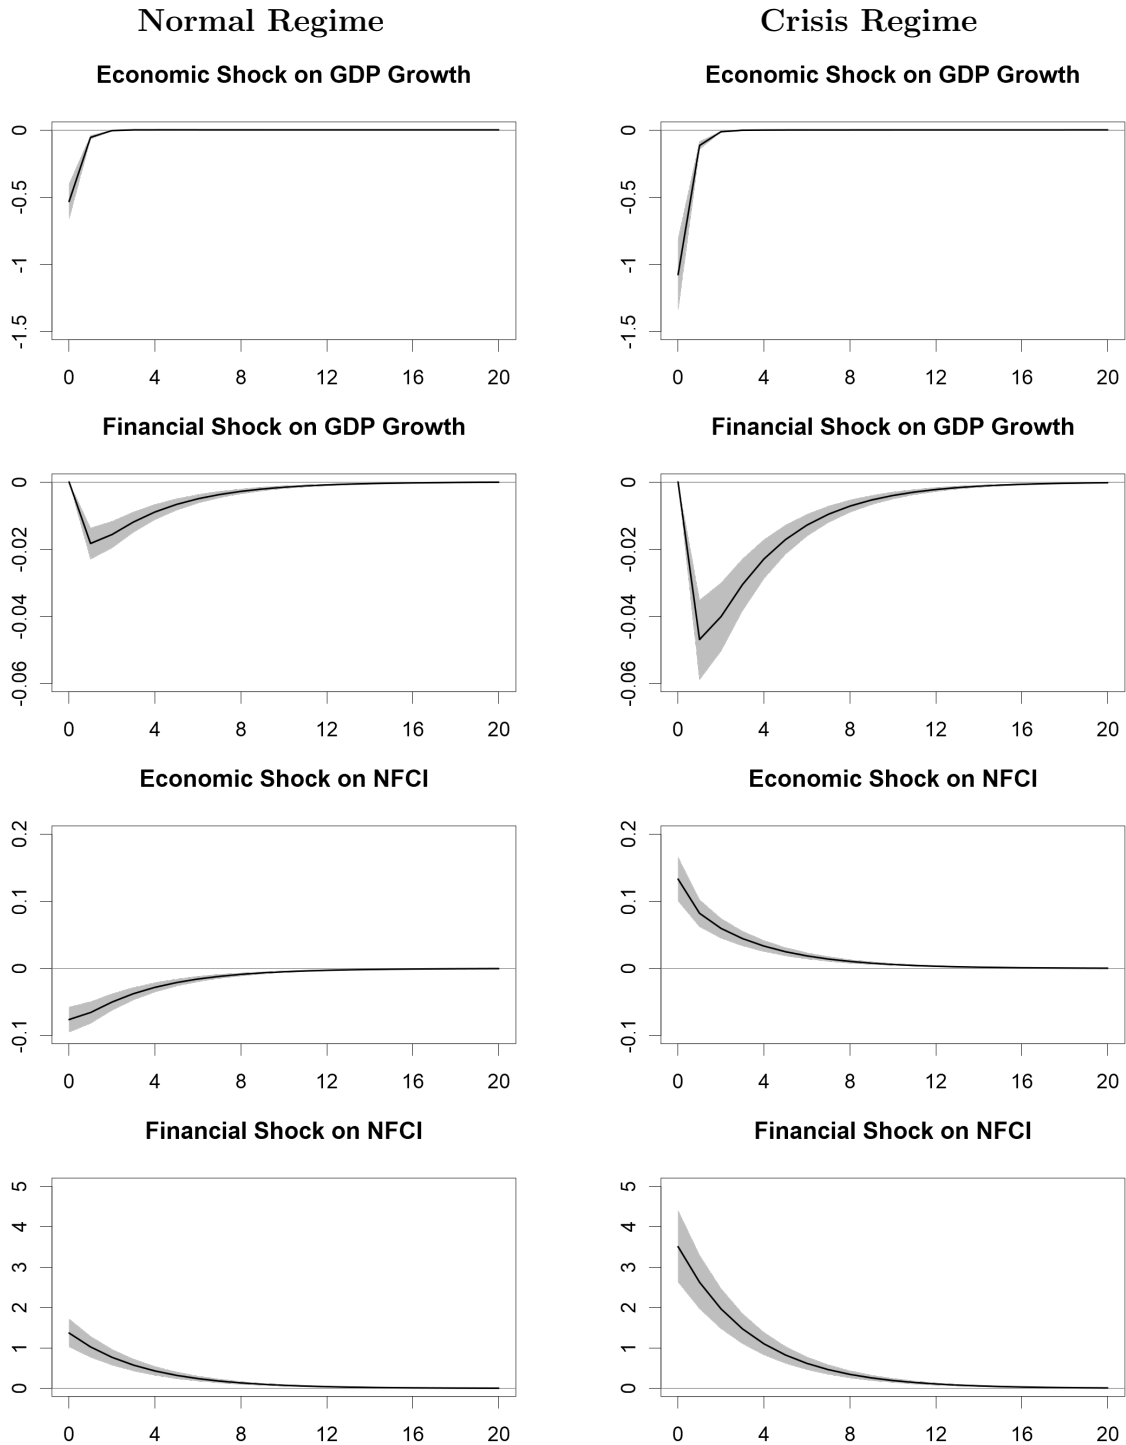 Normal Regime Crisis Regime
Economic Shock on GDP Growth Economic Shock on GDP Growth
0 0
-0.5 -0.5
-1 -1
-1.5 -1.5
0 4 8 12 16 20 0 4 8 12 16 20
Financial Shock on GDP Growth Financial Shock on GDP Growth
0 0
-0.02 -0.02
-0.04 -0.04
-0.06 -0.06
0 4 8 12 16 20 0 4 8 12 16 20
Economic Shock on NFCI Economic Shock on NFCI
0.2 0.2
0.1 0.1
0 0
-0.1 -0.1
0 4 8 12 16 20 0 4 8 12 16 20
Financial Shock on NFCI Financial Shock on NFCI
5 5
4 4
3 3
2 2
1 1
0 0
0 4 8 12 16 20 0 4 8 12 16 20